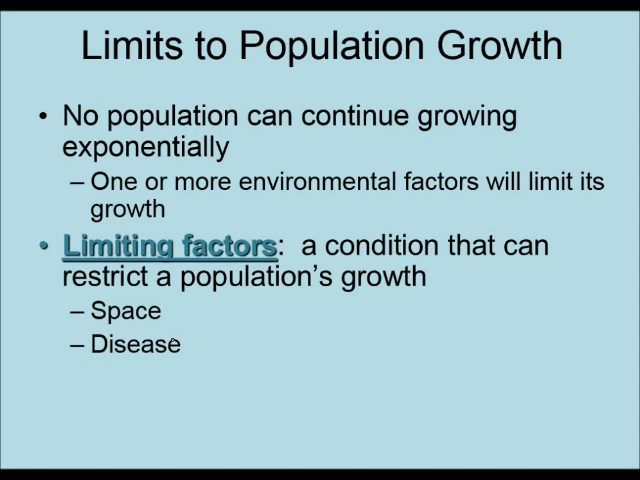 Limits to Population Growth
• No population can continue growing
exponentially
– One or more environmental factors will limit its
growth
• Limiting factors: a condition that can
restrict a population's growth
– Space
– Disease